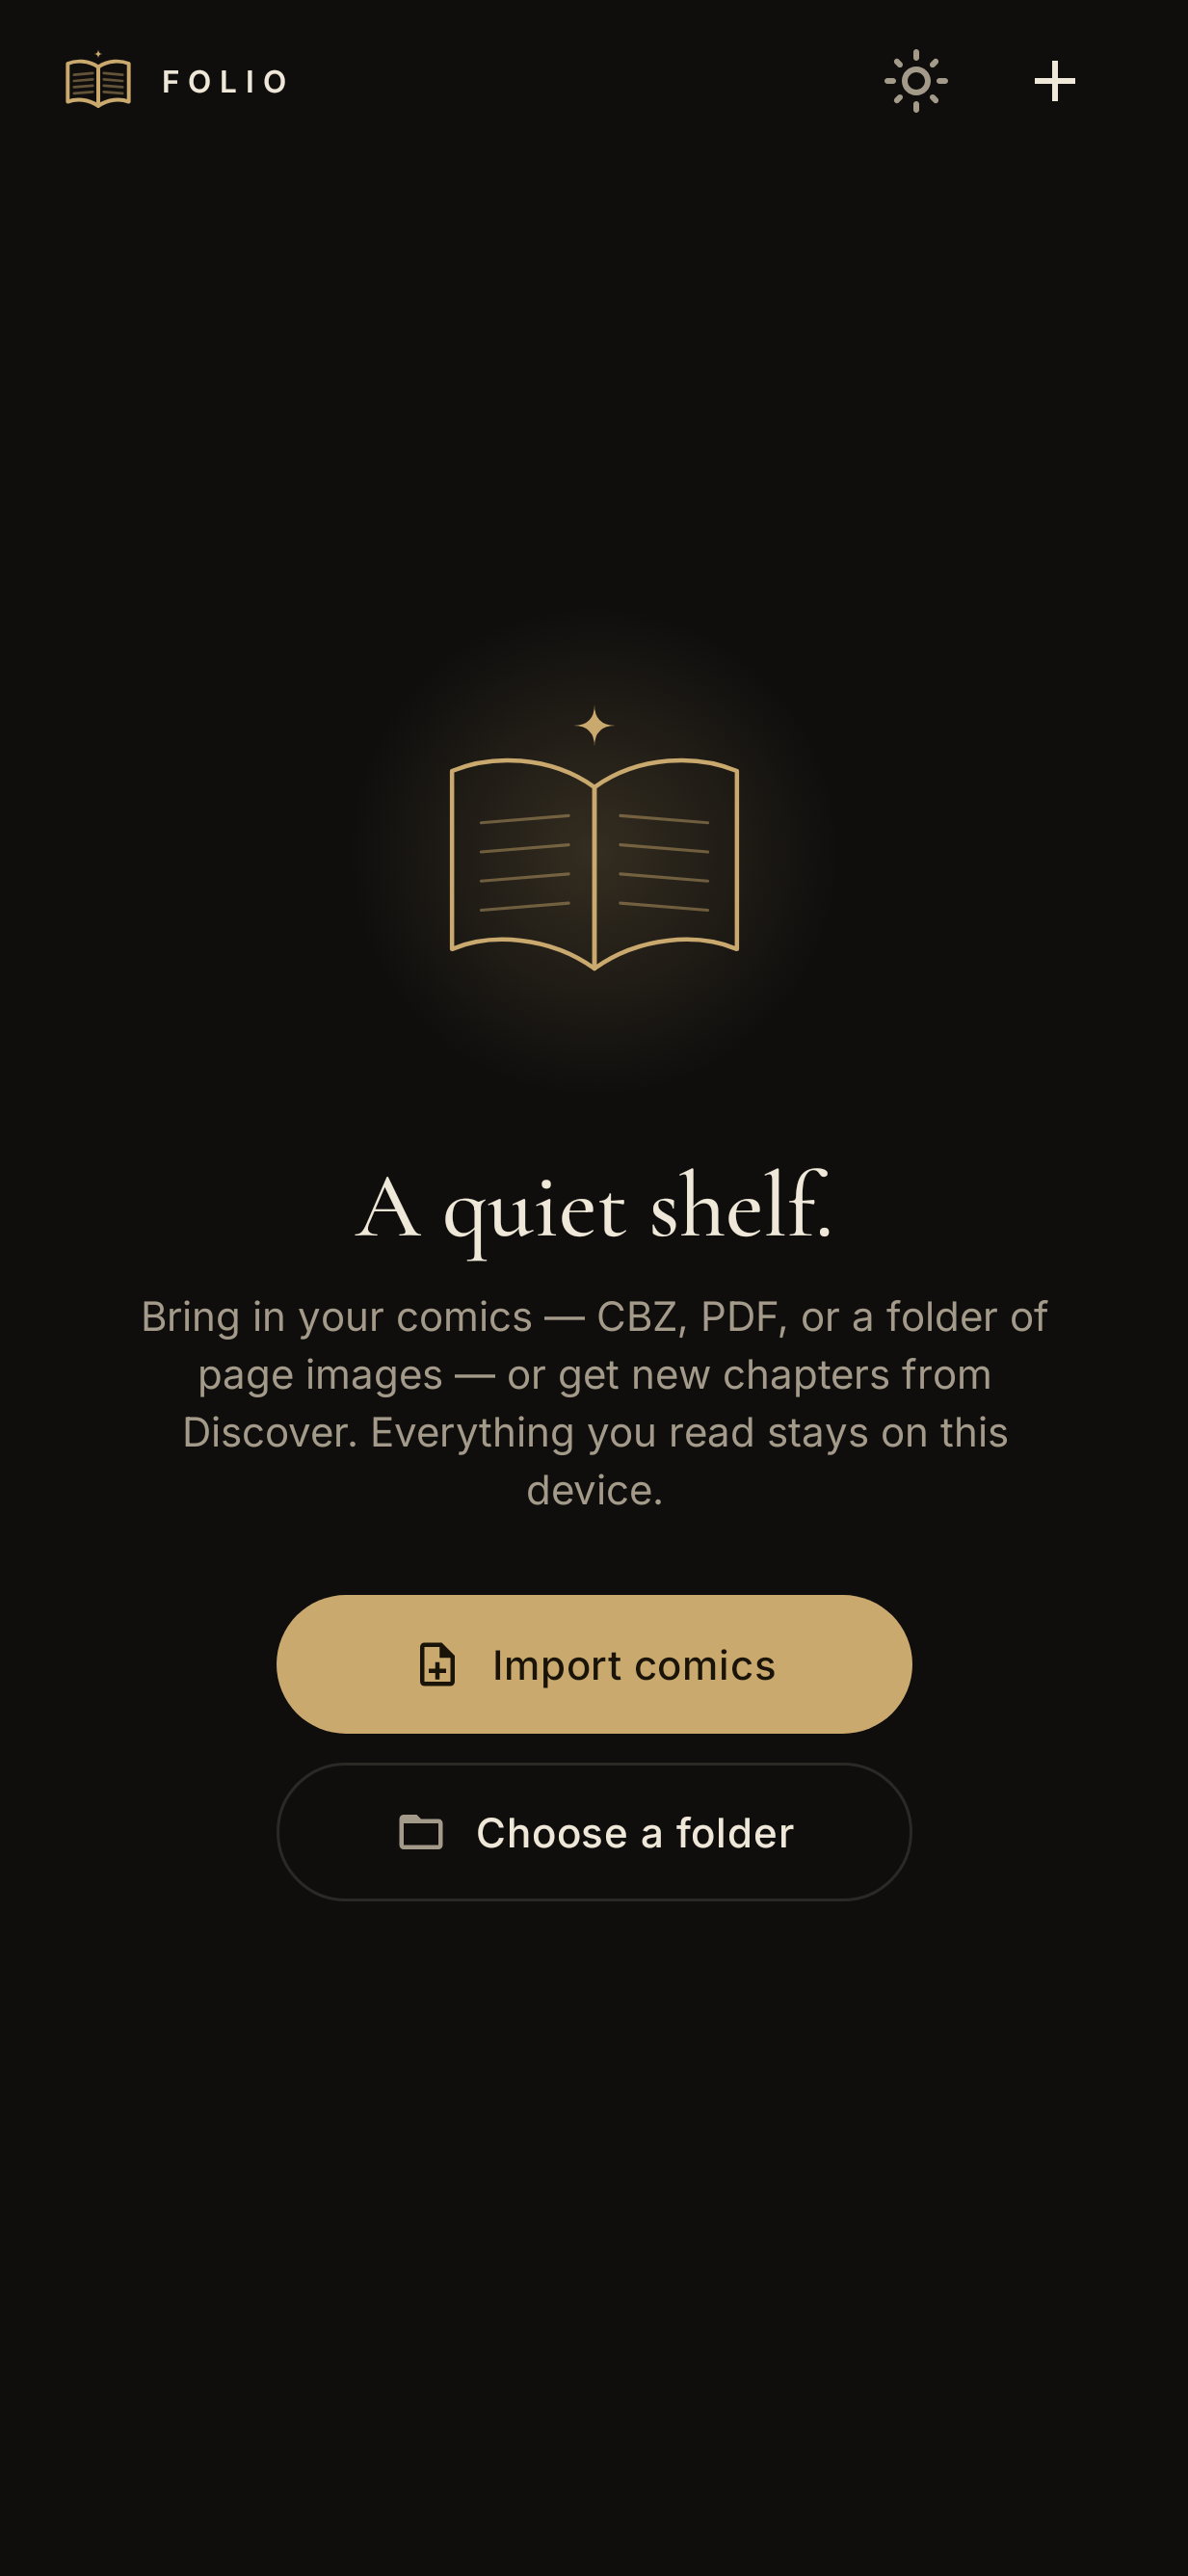 FOLIO
A quiet shelf.
Bring in your comics — CBZ, PDF, or a folder of
page images — or get new chapters from
Discover. Everything you read stays on this
device.
Import comics
Choose a folder